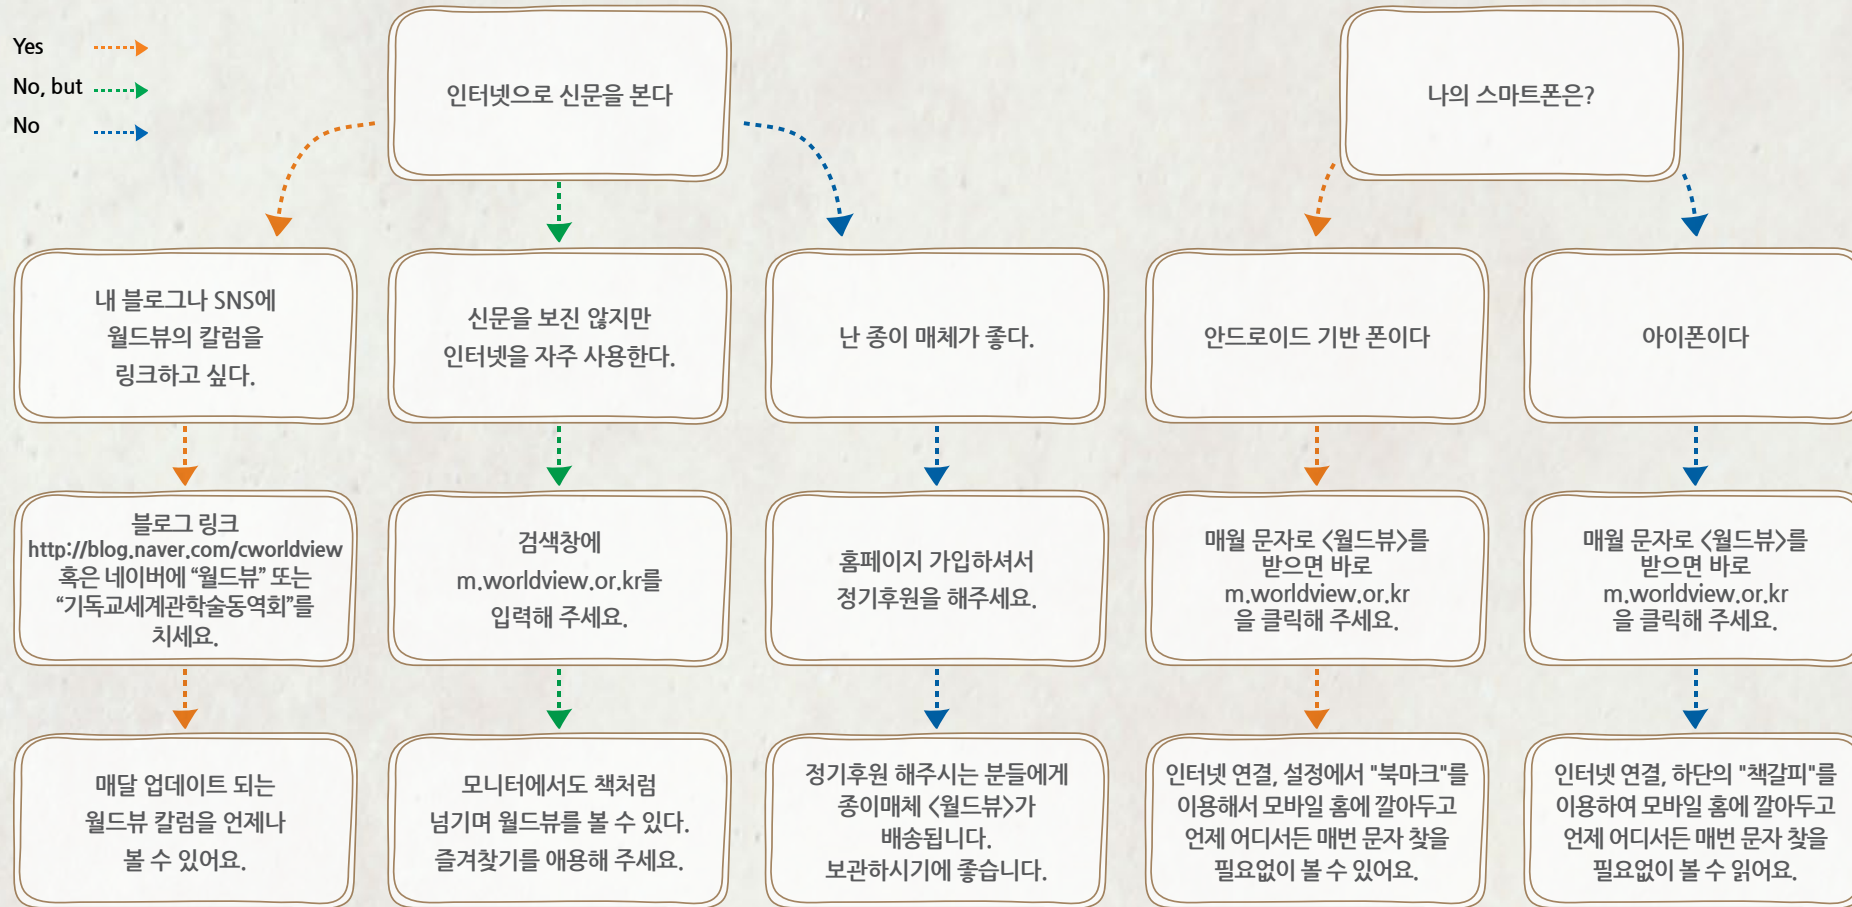 Yes
No, but
No
인터넷으로 신문을 본다
나의 스마트폰은?
내 블로그나 SNS에
월드뷰의 칼럼을
링크하고 싶다.
신문을 보진 않지만
인터넷을 자주 사용한다.
난 종이 매체가 좋다.
안드로이드 기반 폰이다
아이폰이다
블로그 링크
http://blog.naver.com/cworldview
혹은 네이버에 “월드뷰” 또는
“기독교세계관학술동역회”를
치세요.
검색창에
m.worldview.or.kr를
입력해 주세요.
홈페이지 가입하셔서
정기후원을 해주세요.
매월 문자로 <월드뷰>를
받으면 바로
m.worldview.or.kr
을 클릭해 주세요.
매월 문자로 <월드뷰>를
받으면 바로
m.worldview.or.kr
을 클릭해 주세요.
매달 업데이트 되는
월드뷰 칼럼을 언제나
볼 수 있어요.
모니터에서도 책처럼
넘기며 월드뷰를 볼 수 있다.
즐겨찾기를 애용해 주세요.
정기후원 해주시는 분들에게
종이매체 <월드뷰>가
배송됩니다.
보관하시기에 좋습니다.
인터넷 연결, 설정에서 "북마크"를
이용해서 모바일 홈에 깔아두고
언제 어디서든 매번 문자 찾을
필요없이 볼 수 있어요.
인터넷 연결, 하단의 "책갈피"를
이용하여 모바일 홈에 깔아두고
언제 어디서든 매번 문자 찾을
필요없이 볼 수 읽어요.